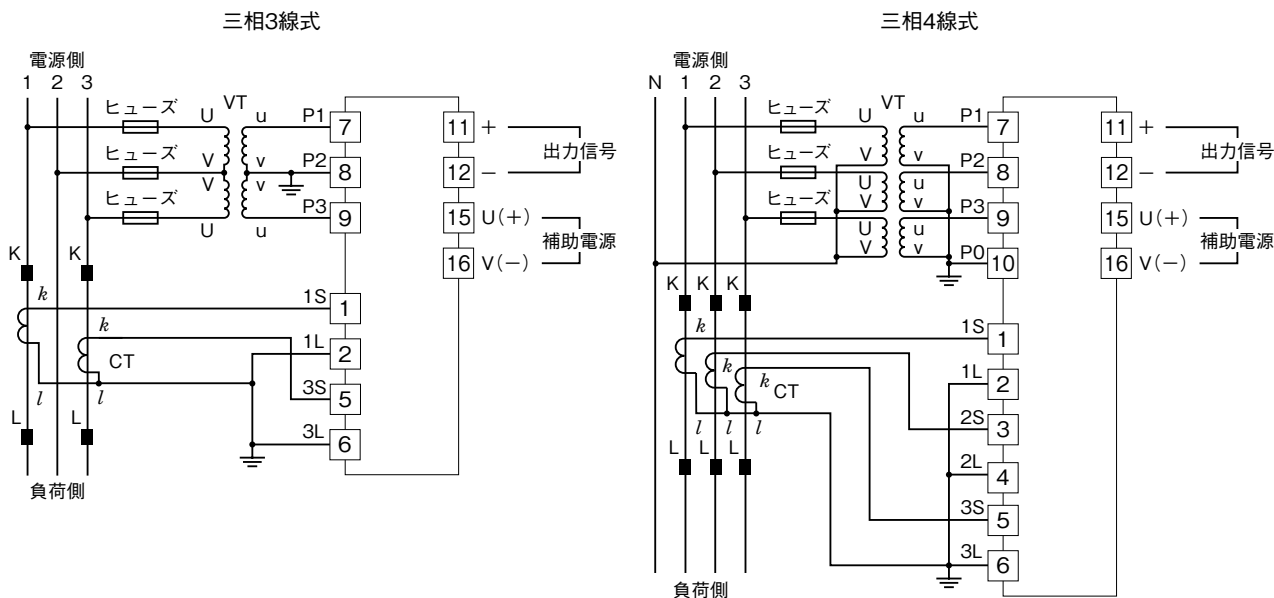 三相3線式
電源側
1 2 3
ヒューズ
U
VT
u
P1
7
11
+
ヒューズ
V
v
P2
8
出力信号
12
−
V
v
ヒューズ
P3
9
15
U(+)
U
u
補助電源
16
V(−)
K
K
k
1S
1
k
1L
2
CT
3S
5
l
l
L
L
3L
6
負荷側
三相4線式
電源側
N 1 2 3
ヒューズ
U
VT
u
P1
7
11
+
出力信号
ヒューズ
V
v
P2
8
12
−
U
u
ヒューズ
V
v
P3
9
15
U(+)
U
u
補助電源
V
v
P0
10
16
V(−)
K
K
K
1S
1
k
k
1L
2
k
CT
2S
3
l
l
l
L
L
L
2L
4
3S
5
3L
6
負荷側